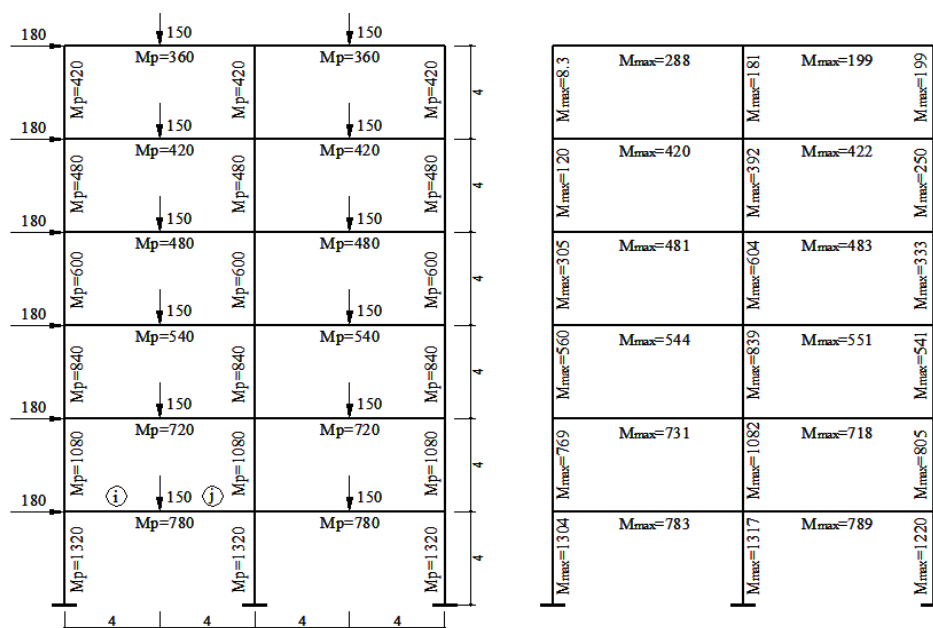 150 150
180
Mp=360 Mp=360
Mp=420 Mp=420 Mp=420
150 150
180
Mp=420 Mp=420
Mp=480 Mp=480 Mp=480
150 150
180
Mp=480 Mp=480
Mp=600 Mp=600 Mp=600
150 150
180
Mp=540 Mp=540
Mp=840 Mp=840 Mp=840
150 150
180
Mp=720 Mp=720
Mp=1080 Mp=1080 Mp=1080
i j 150 150
180
Mp=780 Mp=780
Mp=1320 Mp=1320 Mp=1320
4 4 4 4
4
4
4
4
4
4
Mmax=288 Mmax=199
Mmax=8.3 Mmax=181 Mmax=199
Mmax=420 Mmax=422
Mmax=120 Mmax=392 Mmax=250
Mmax=481 Mmax=483
Mmax=305 Mmax=604 Mmax=333
Mmax=544 Mmax=551
Mmax=560 Mmax=839 Mmax=541
Mmax=731 Mmax=718
Mmax=769 Mmax=1082 Mmax=805
Mmax=783 Mmax=789
Mmax=1304 Mmax=1317 Mmax=1220